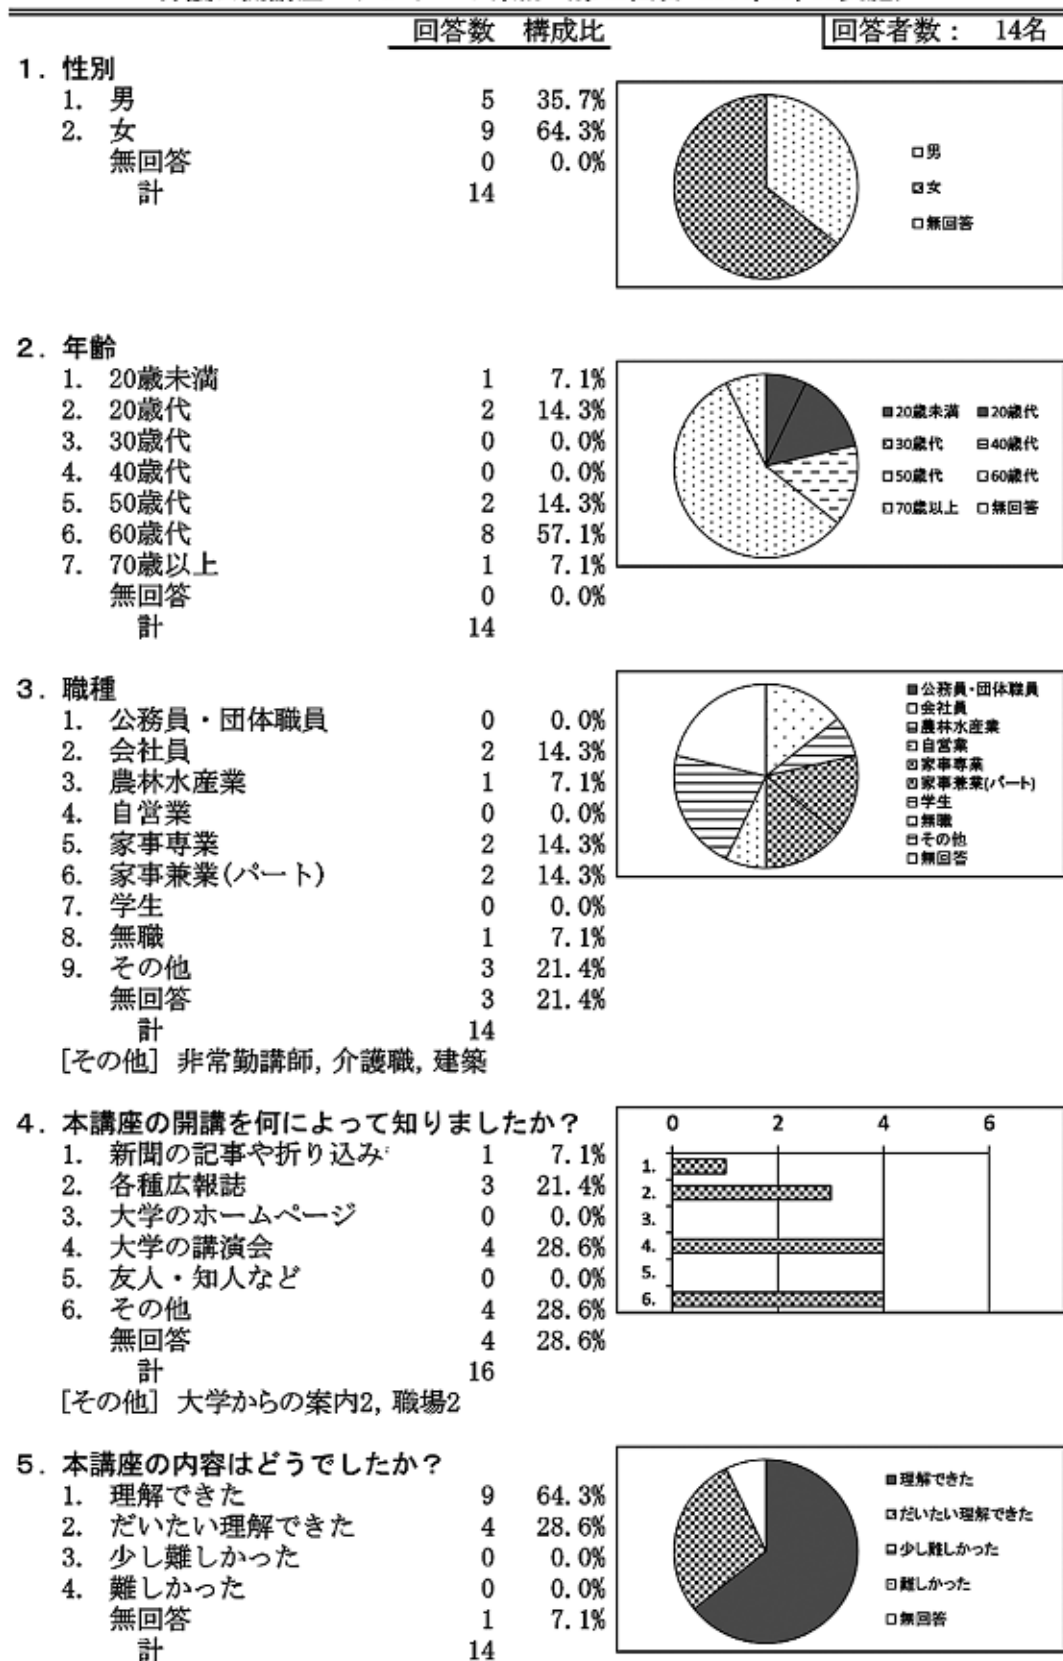 回答数 構成比 回答者数： 14名
1. 性別
1. 男 5 35.7%
2. 女 9 64.3%
無回答 0 0.0%
計 14
男
女
無回答
2. 年齢
1. 20歳未満 1 7.1%
2. 20歳代 2 14.3%
3. 30歳代 0 0.0%
4. 40歳代 0 0.0%
5. 50歳代 2 14.3%
6. 60歳代 8 57.1%
7. 70歳以上 1 7.1%
無回答 0 0.0%
計 14
20歳未満 20歳代
30歳代 40歳代
50歳代 60歳代
70歳以上 無回答
3. 職種
1. 公務員・団体職員 0 0.0%
2. 会社員 2 14.3%
3. 農林水産業 1 7.1%
4. 自営業 0 0.0%
5. 家事専業 2 14.3%
6. 家事兼業(パート) 2 14.3%
7. 学生 0 0.0%
8. 無職 1 7.1%
9. その他 3 21.4%
無回答 3 21.4%
計 14
[その他] 非常勤講師, 介護職, 建築
公務員・団体職員
会社員
農林水産業
自営業
家事専業
家事兼業(パート)
学生
無職
その他
無回答
4. 本講座の開講を何によって知りましたか？
1. 新聞の記事や折り込み 1 7.1%
2. 各種広報誌 3 21.4%
3. 大学のホームページ 0 0.0%
4. 大学の講演会 4 28.6%
5. 友人・知人など 0 0.0%
6. その他 4 28.6%
無回答 4 28.6%
計 16
[その他] 大学からの案内2, 職場2
0 2 4 6
1.
2.
3.
4.
5.
6.
5. 本講座の内容はどうでしたか？
1. 理解できた 9 64.3%
2. だいたい理解できた 4 28.6%
3. 少し難しかった 0 0.0%
4. 難しかった 0 0.0%
無回答 1 7.1%
計 14
理解できた
だいたい理解できた
少し難しかった
難しかった
無回答